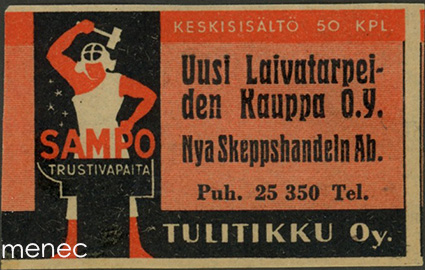 KESKISISÄLTÖ 50 KPL.
Uusi Laivatarpei-
den Kauppa O.Y.
Nya Skeppshandeln Ab.
Puh. 25 350 Tel.
SAMPO
TRUSTIVAPAITA
TULITIKKU Oy.
menec